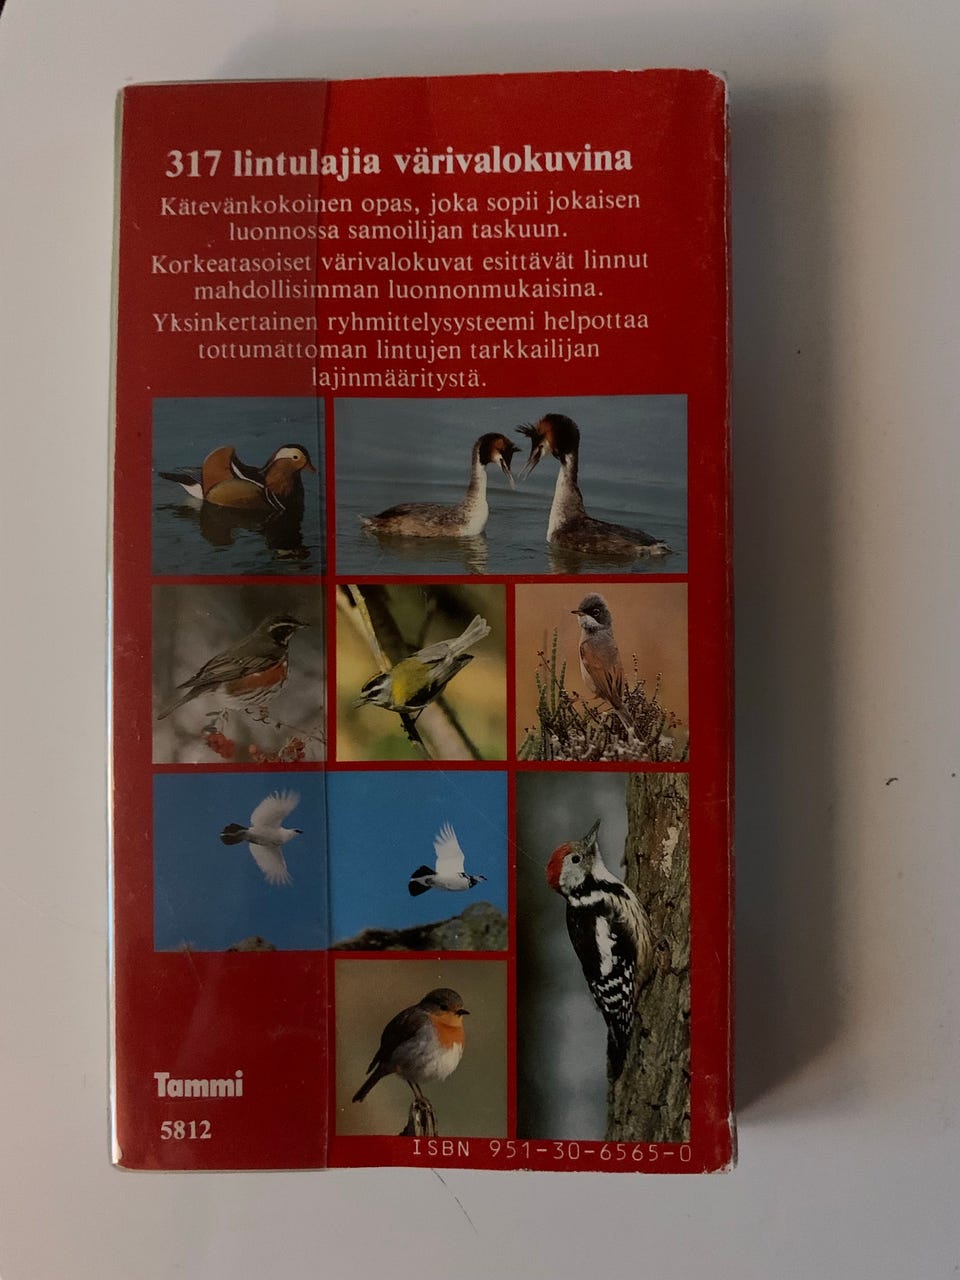 317 lintulajia värivalokuvina
Kätevänkokoinen opas, joka sopii jokaisen
luonnossa samoilijan taskuun.
Korkeatasoiset värivalokuvat esittävät linnut
mahdollisimman luonnonmukaisina.
Yksinkertainen ryhmittelysysteemi helpottaa
tottumattoman lintujen tarkkailijan
lajinmääritystä.
Tammi
5812
ISBN 951-30-6565-0